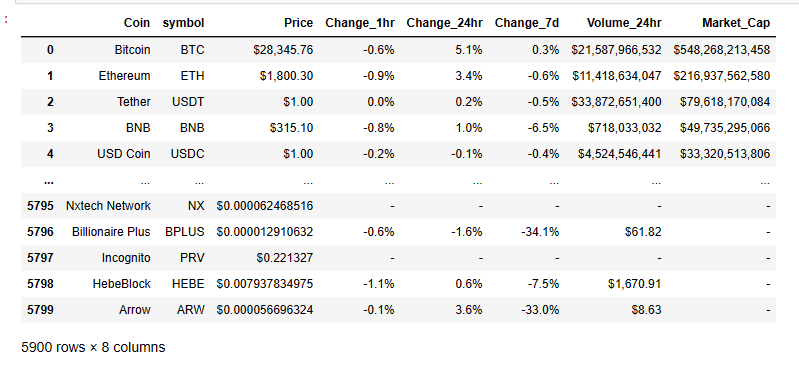 :
Coin symbol Price Change_1hr Change_24hr Change_7d Volume_24hr Market_Cap
0 Bitcoin BTC $28,345.76 -0.6% 5.1% 0.3% $21,587,966,532 $548,268,213,458
1 Ethereum ETH $1,800.30 -0.9% 3.4% -0.6% $11,418,634,047 $216,937,562,580
2 Tether USDT $1.00 0.0% 0.2% -0.5% $33,872,651,400 $79,618,170,084
3 BNB BNB $315.10 -0.8% 1.0% -6.5% $718,033,032 $49,735,295,066
4 USD Coin USDC $1.00 -0.2% -0.1% -0.4% $4,524,546,441 $33,320,513,806
... ... ... ... ... ... ... ... ...
5795 Nxtech Network NX $0.000062468516 - - - - -
5796 Billionaire Plus BPLUS $0.000012910632 -0.6% -1.6% -34.1% $61.82 -
5797 Incognito PRV $0.221327 - - - - -
5798 HebeBlock HEBE $0.007937834975 -1.1% 0.6% -7.5% $1,670.91 -
5799 Arrow ARW $0.000056696324 -0.1% 3.6% -33.0% $8.63 -
5900 rows × 8 columns